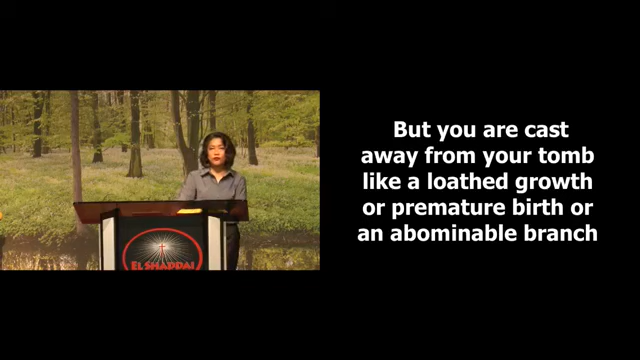 But you are cast
away from your tomb
like a loathed growth
or premature birth or
an abominable branch
EL SHADDAI